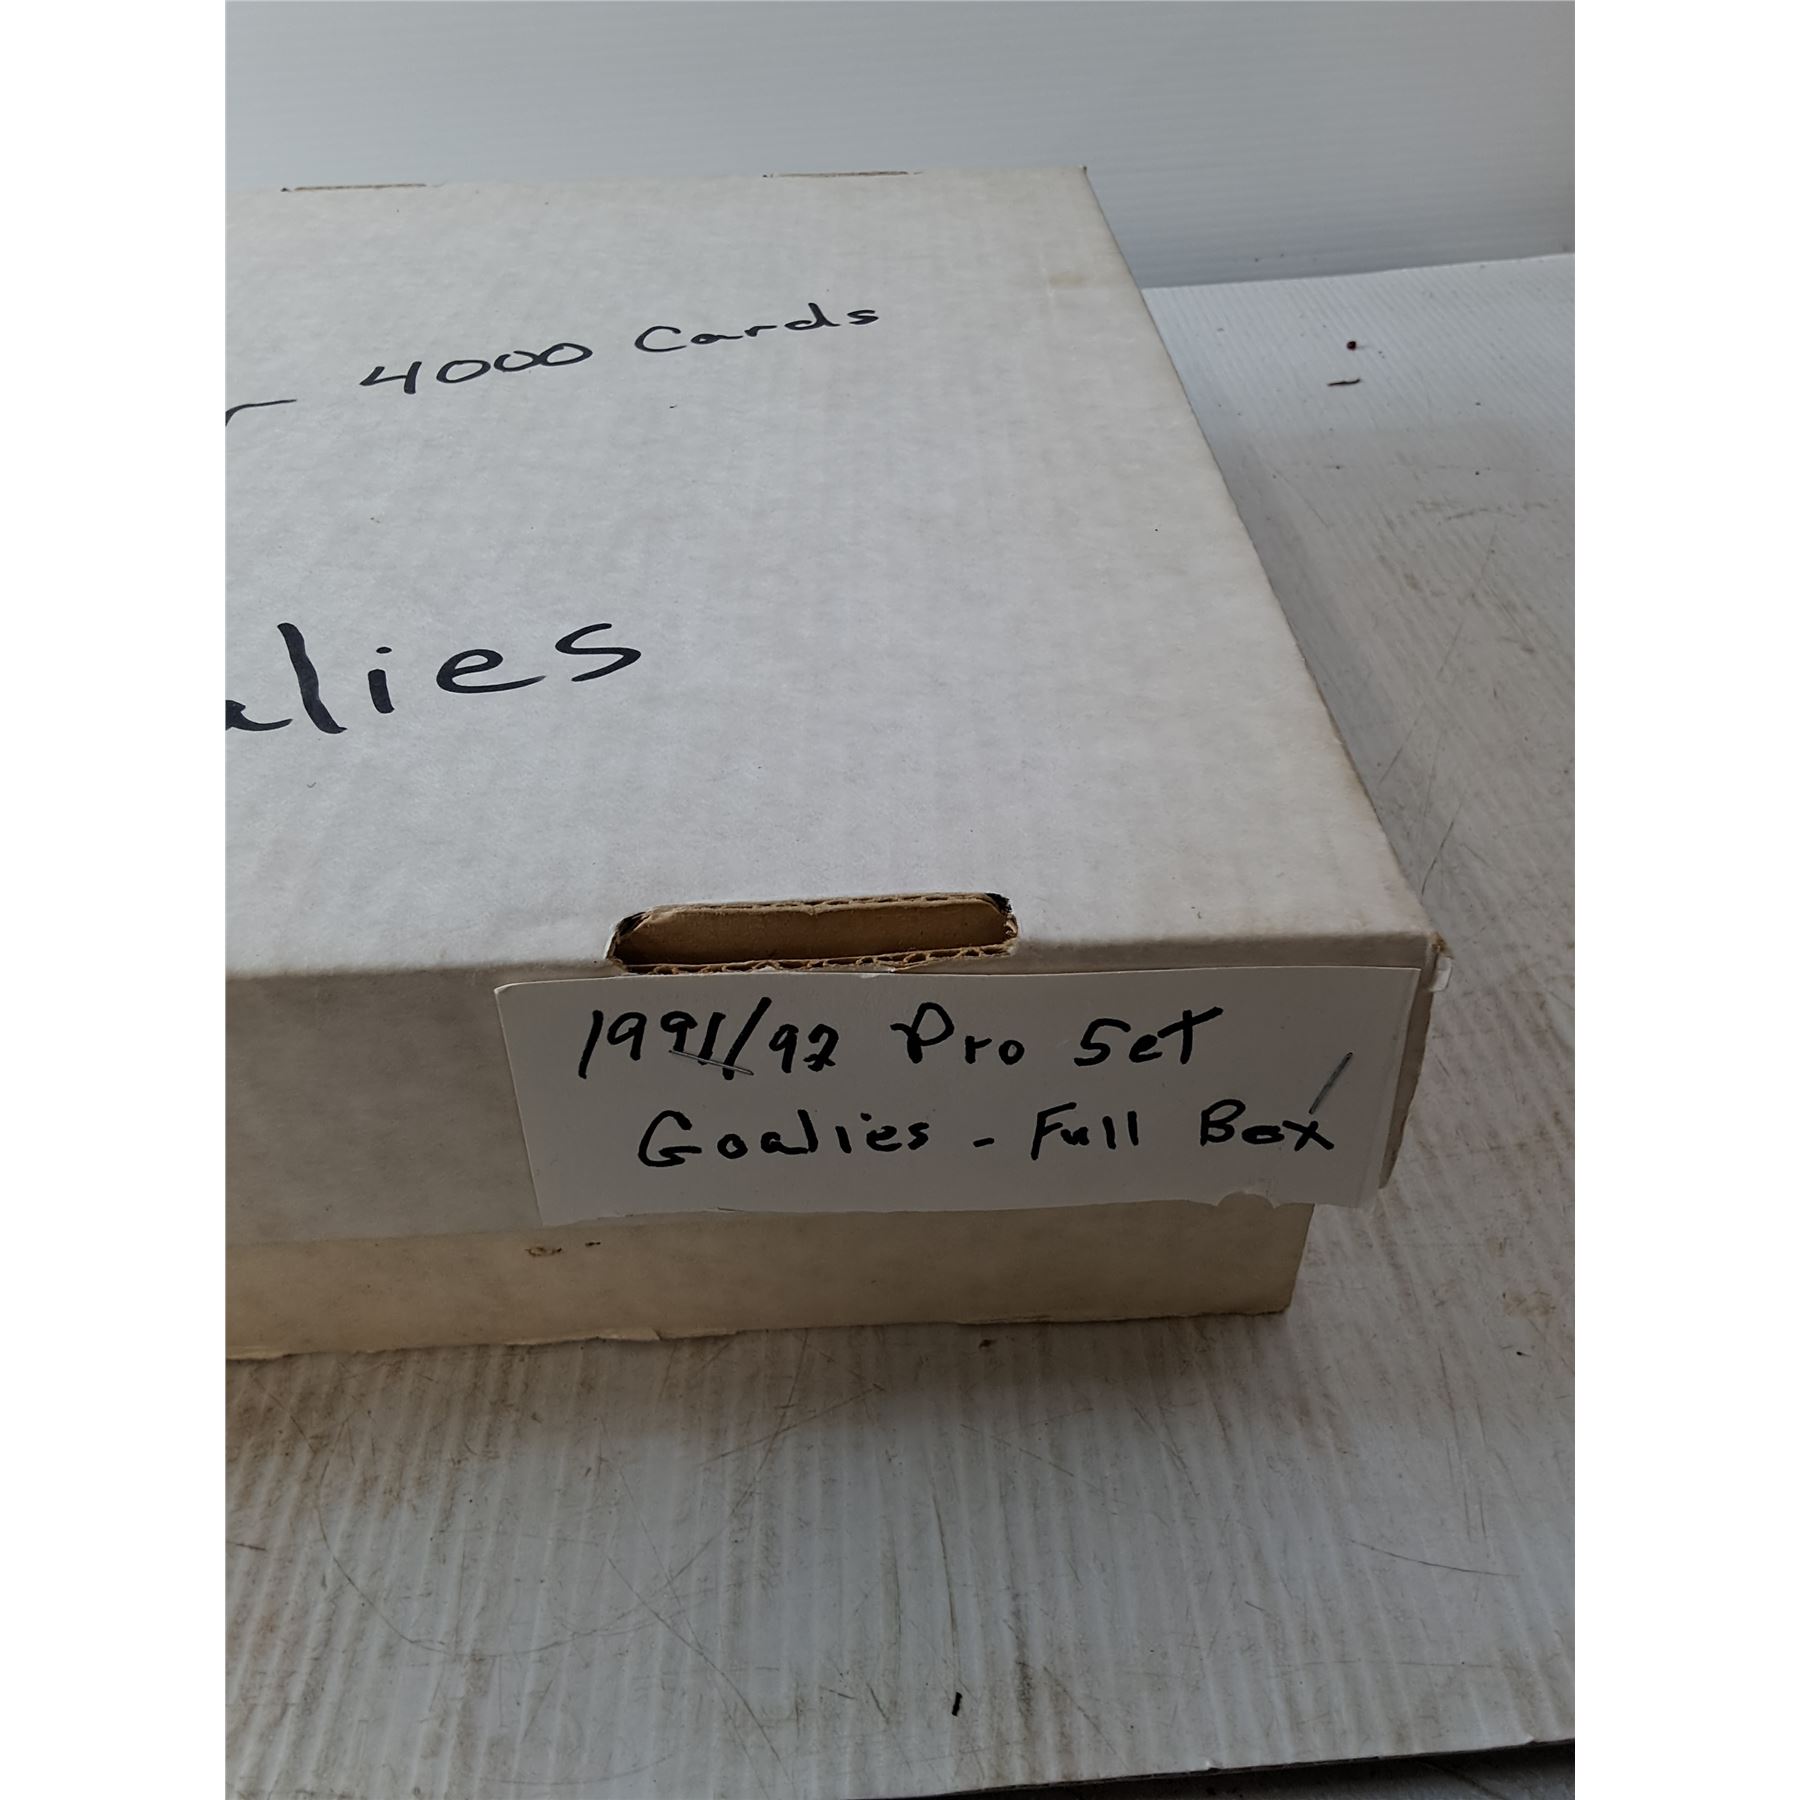 4000 Cards
alies
1991/92 Pro Set
Goalies - Full Box